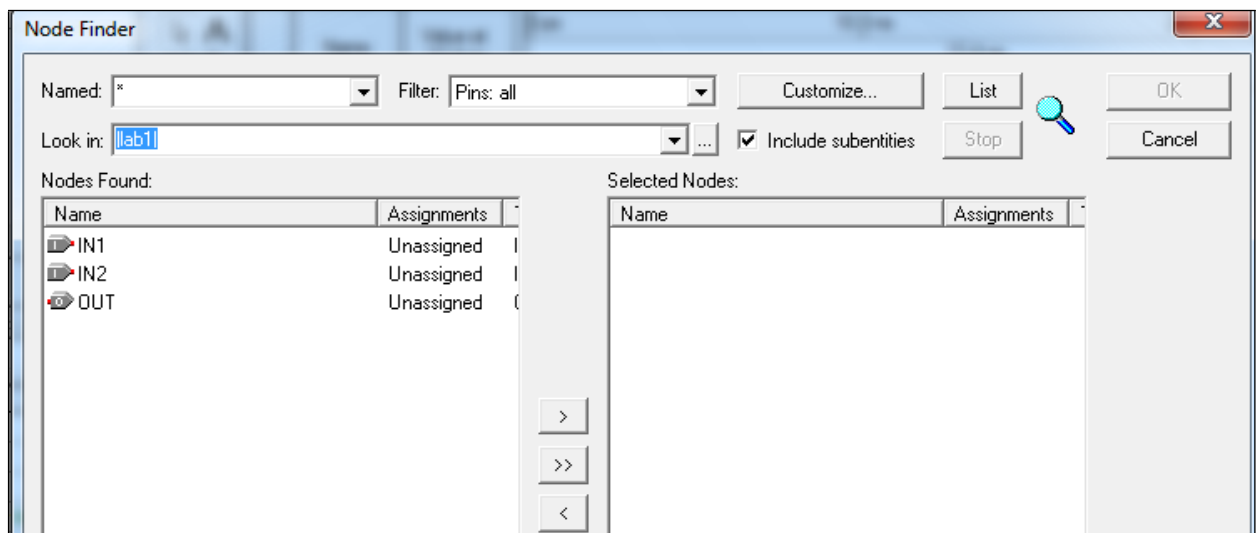 Node Finder
Named: * Filter: Pins: all Customize... List OK
Look in: |lab1| ... Include subentities Stop Cancel
Nodes Found: Selected Nodes:
Name Assignments Name Assignments
IN1 Unassigned I
IN2 Unassigned I
OUT Unassigned
>
>>
<